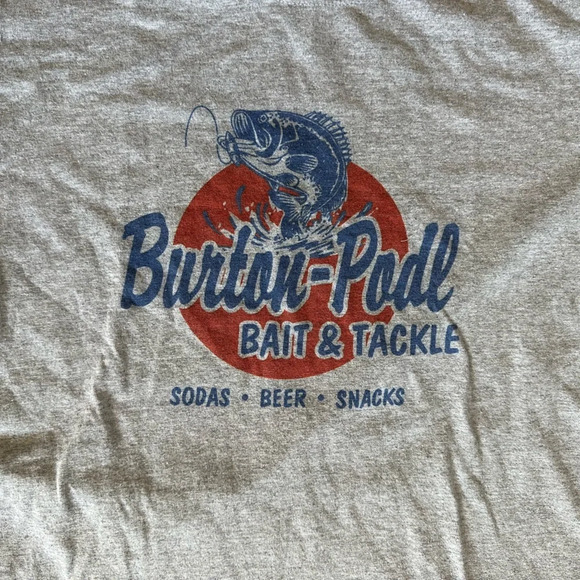 Burton-Podl
BAIT & TACKLE
SODAS • BEER • SNACKS